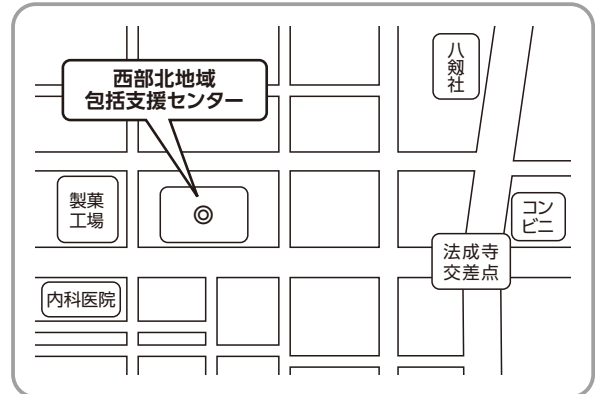 西部北地域
包括支援センター
八剱社
製菓
工場
コン
ビニ
法成寺
交差点
内科医院